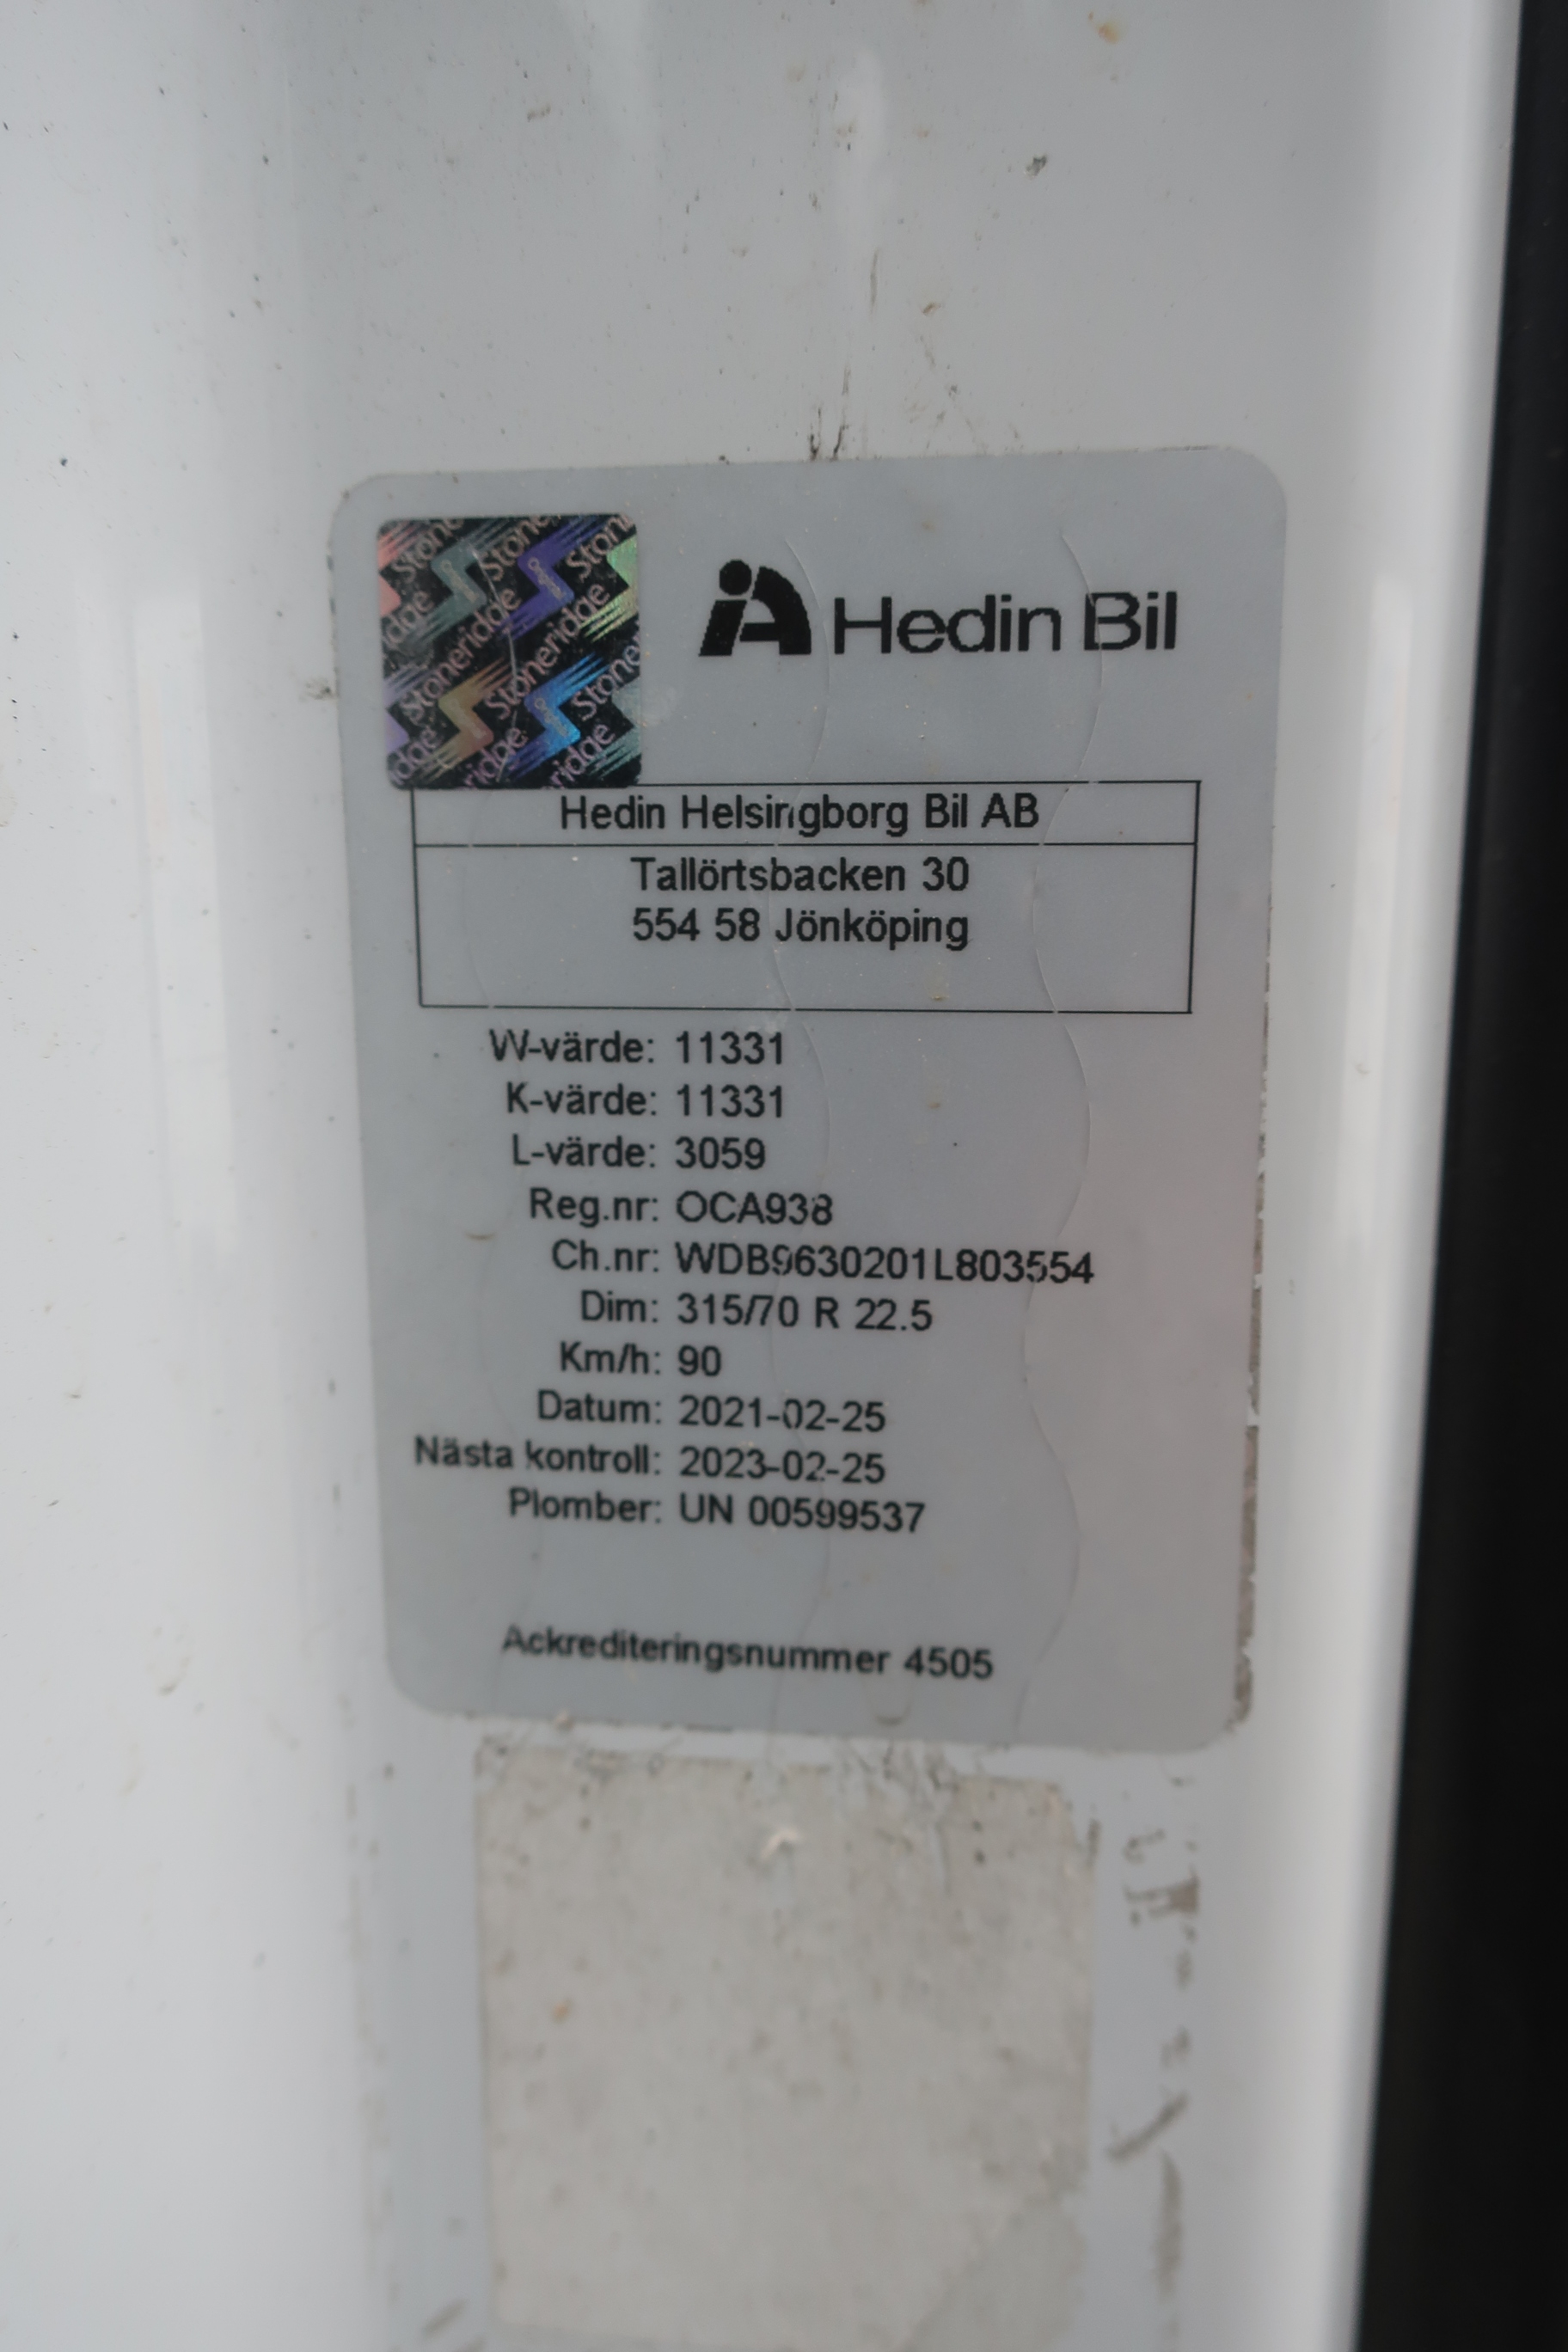 Stoneridge
Hedin Bil
Hedin Helsingborg Bil AB
Tallörtsbacken 30
554 58 Jönköping
W-värde: 11331
K-värde: 11331
L-värde: 3059
Reg.nr: OCA938
Ch.nr: WDB9630201L803554
Dim: 315/70 R 22.5
Km/h: 90
Datum: 2021-02-25
Nästa kontroll: 2023-02-25
Plomber: UN 00599537
Ackrediteringsnummer 4505